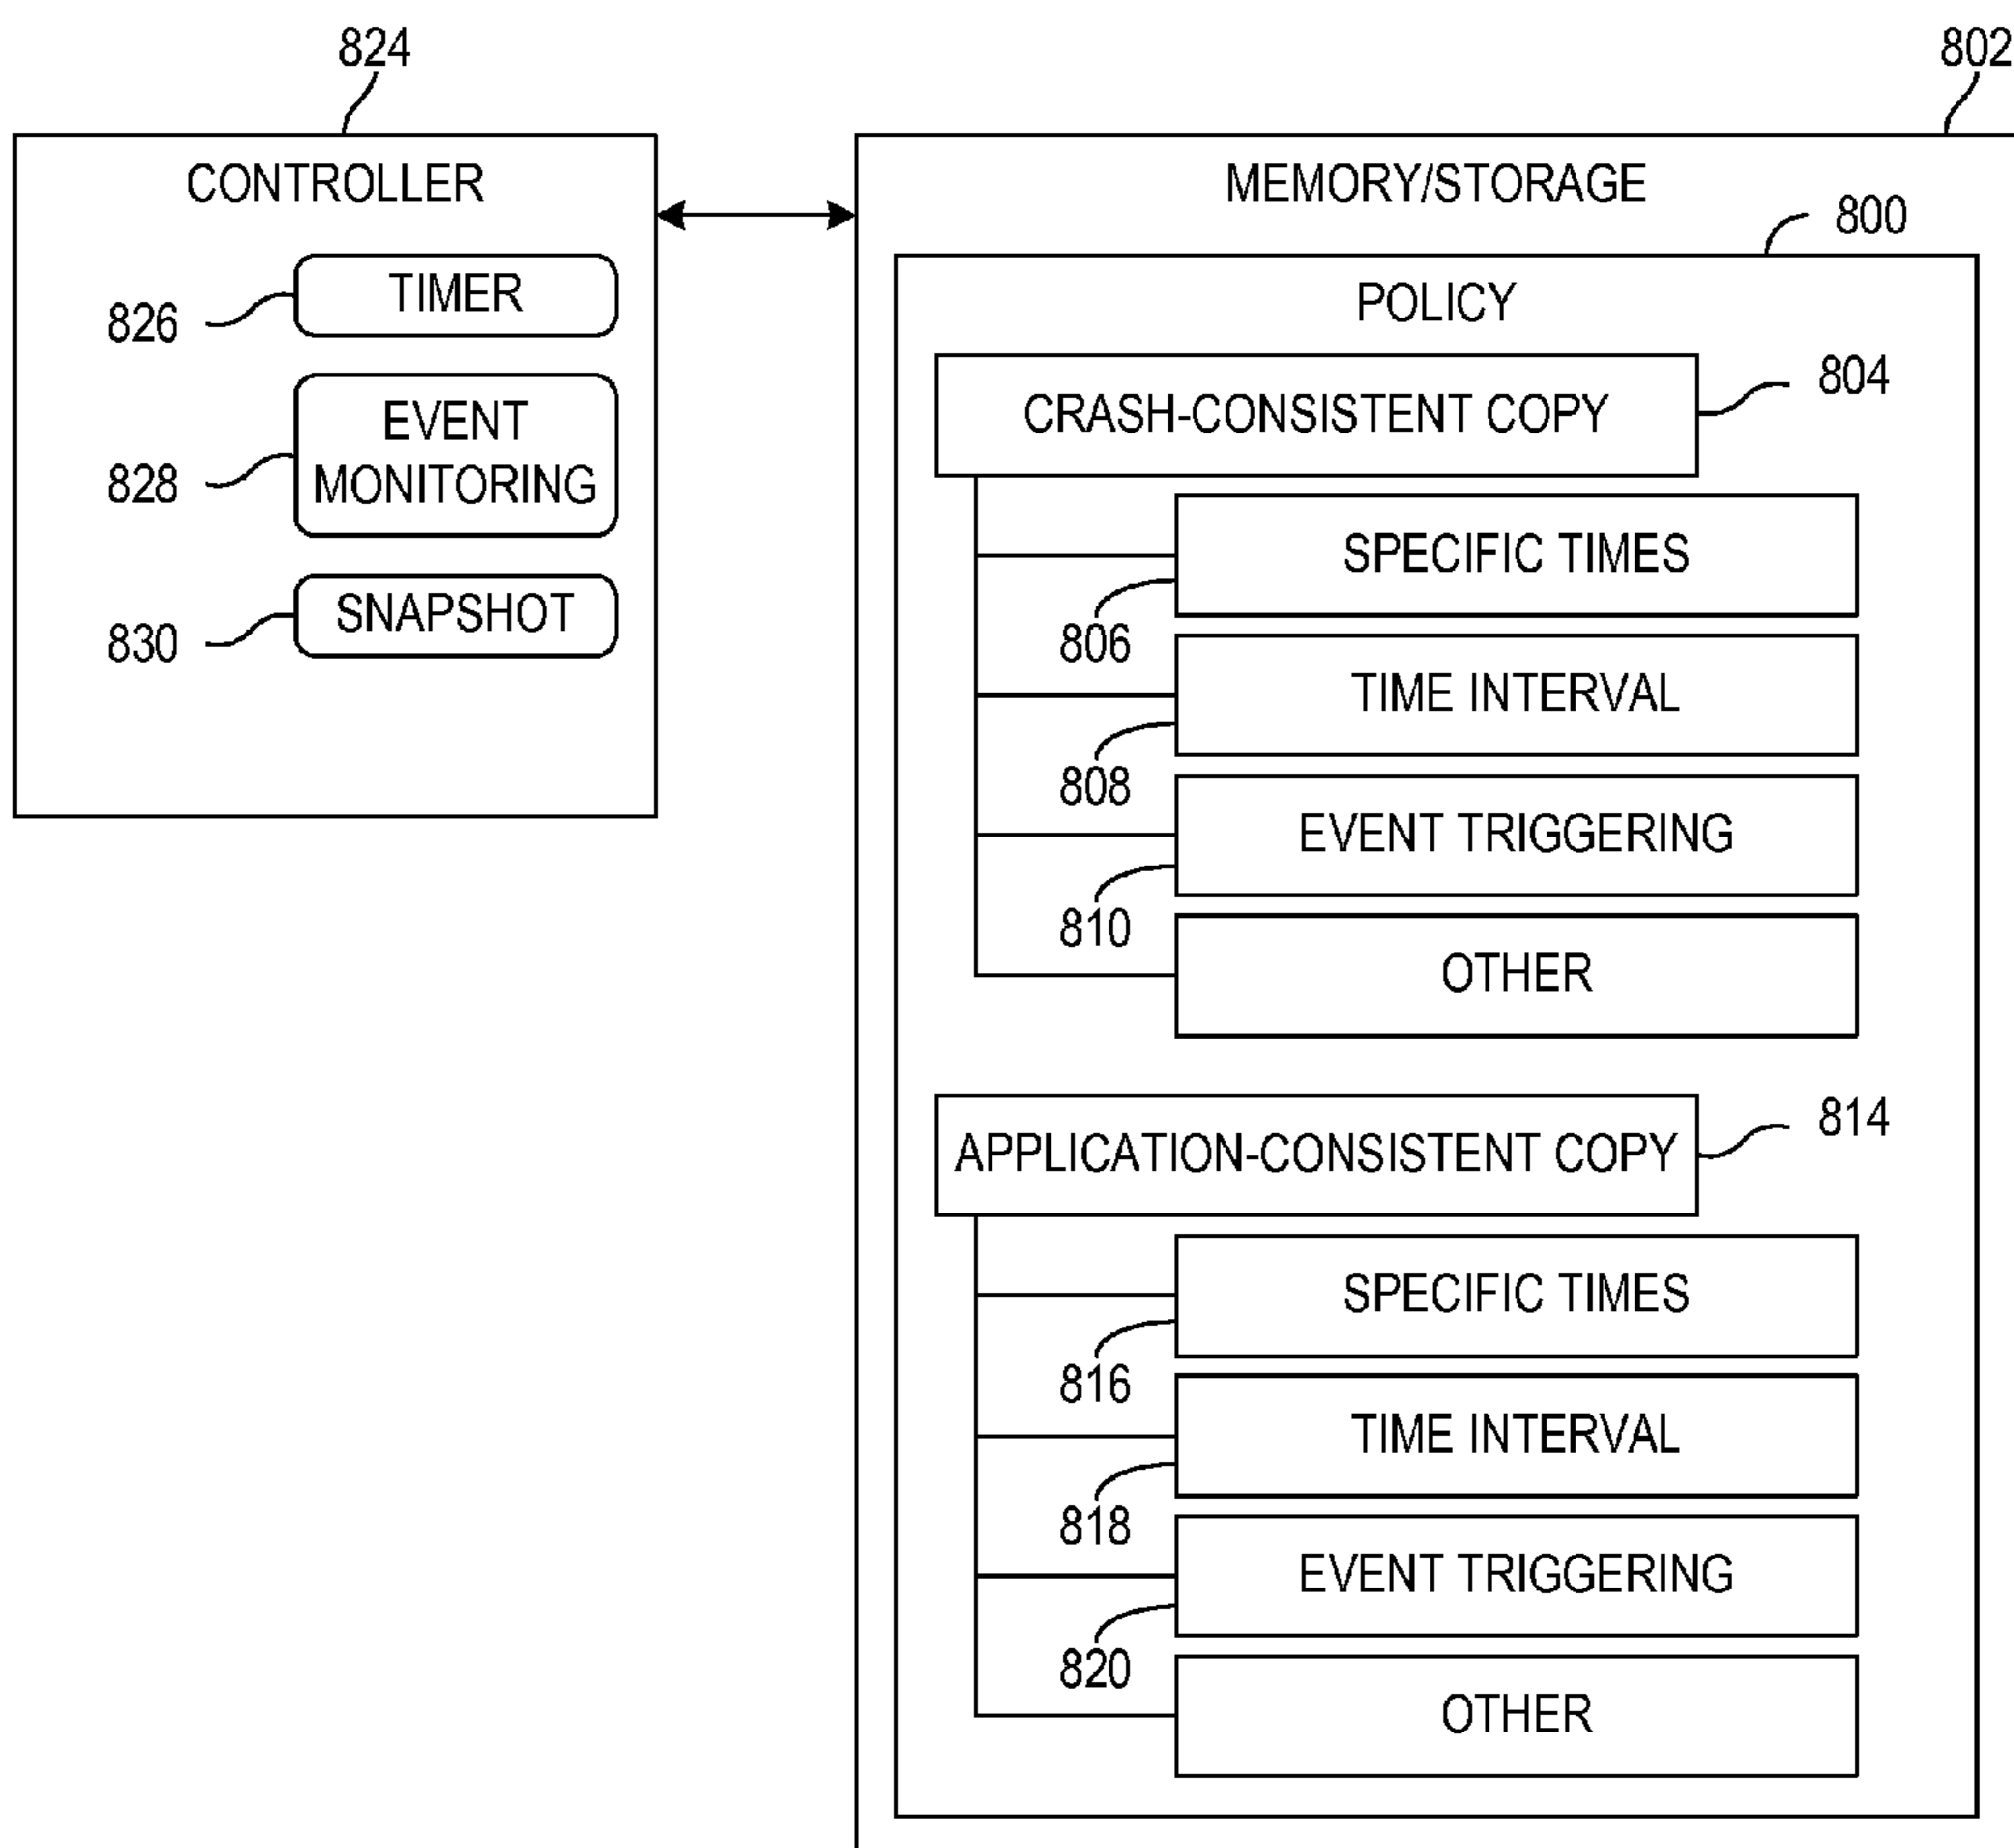 824
802
CONTROLLER
MEMORY/STORAGE
800
TIMER
826
EVENT
MONITORING
828
SNAPSHOT
830
POLICY
CRASH-CONSISTENT COPY
804
SPECIFIC TIMES
806
TIME INTERVAL
808
EVENT TRIGGERING
810
OTHER
APPLICATION-CONSISTENT COPY
814
SPECIFIC TIMES
816
TIME INTERVAL
818
EVENT TRIGGERING
820
OTHER